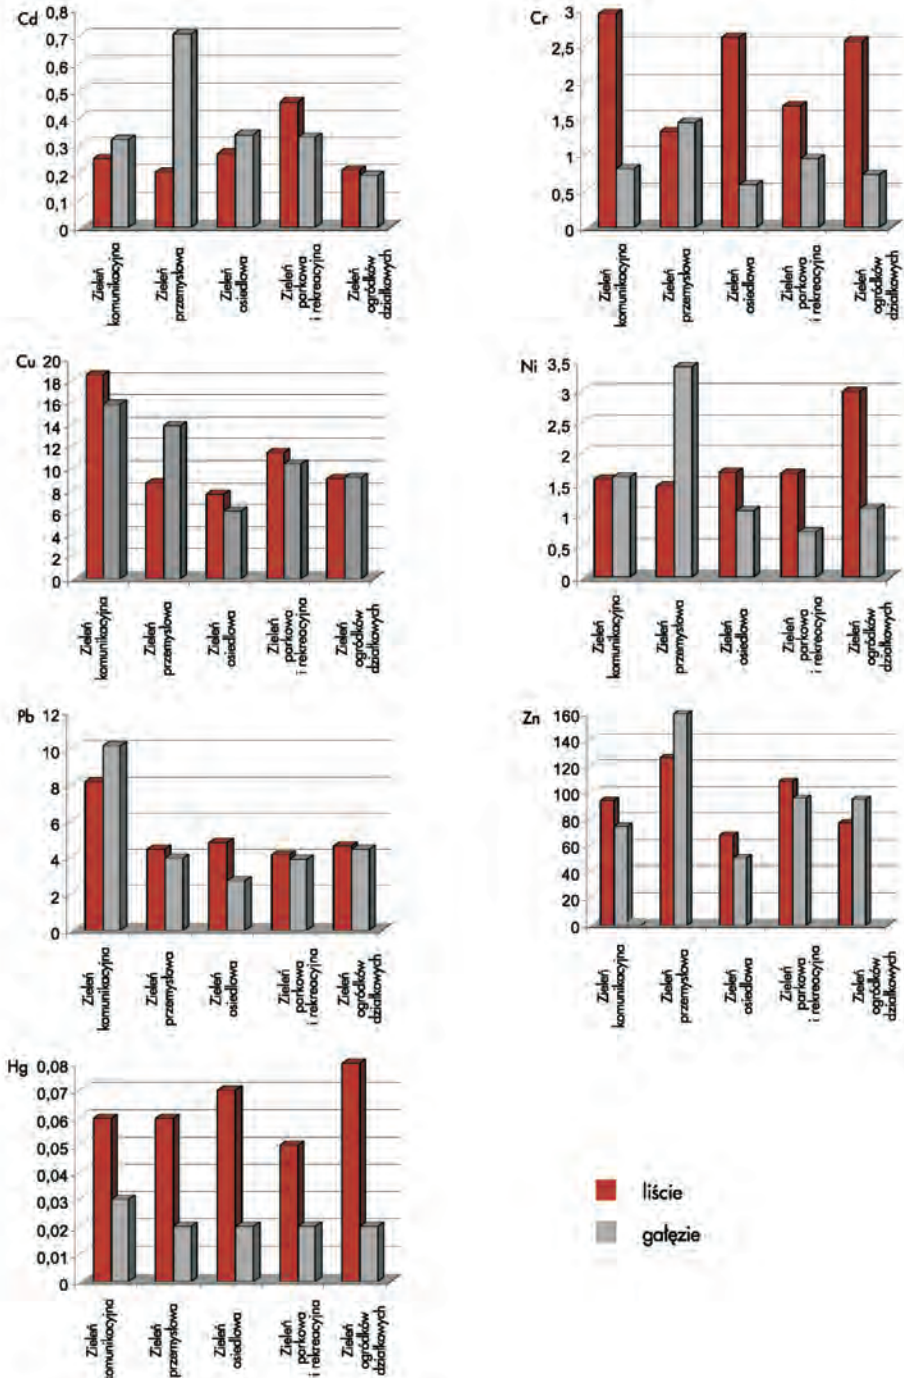 Cd
0,8
0,7
0,6
0,5
0,4
0,3
0,2
0,1
0
Zieleń
komunikacyjna
Zieleń
przemysłowa
Zieleń
osiedlowa
Zieleń
parkowa
i rekreacyjna
Zieleń
ogródków
działkowych
Cr
3
2,5
2
1,5
1
0,5
0
Zieleń
komunikacyjna
Zieleń
przemysłowa
Zieleń
osiedlowa
Zieleń
parkowa
i rekreacyjna
Zieleń
ogródków
działkowych
Cu
20
18
16
14
12
10
8
6
4
2
0
Zieleń
komunikacyjna
Zieleń
przemysłowa
Zieleń
osiedlowa
Zieleń
parkowa
i rekreacyjna
Zieleń
ogródków
działkowych
Ni
3,5
3
2,5
2
1,5
1
0,5
0
Zieleń
komunikacyjna
Zieleń
przemysłowa
Zieleń
osiedlowa
Zieleń
parkowa
i rekreacyjna
Zieleń
ogródków
działkowych
Pb
12
10
8
6
4
2
0
Zieleń
komunikacyjna
Zieleń
przemysłowa
Zieleń
osiedlowa
Zieleń
parkowa
i rekreacyjna
Zieleń
ogródków
działkowych
Zn
160
140
120
100
80
60
40
20
0
Zieleń
komunikacyjna
Zieleń
przemysłowa
Zieleń
osiedlowa
Zieleń
parkowa
i rekreacyjna
Zieleń
ogródków
działkowych
Hg
0,08
0,07
0,06
0,05
0,04
0,03
0,02
0,01
0
Zieleń
komunikacyjna
Zieleń
przemysłowa
Zieleń
osiedlowa
Zieleń
parkowa
i rekreacyjna
Zieleń
ogródków
działkowych
liście
gałęzie